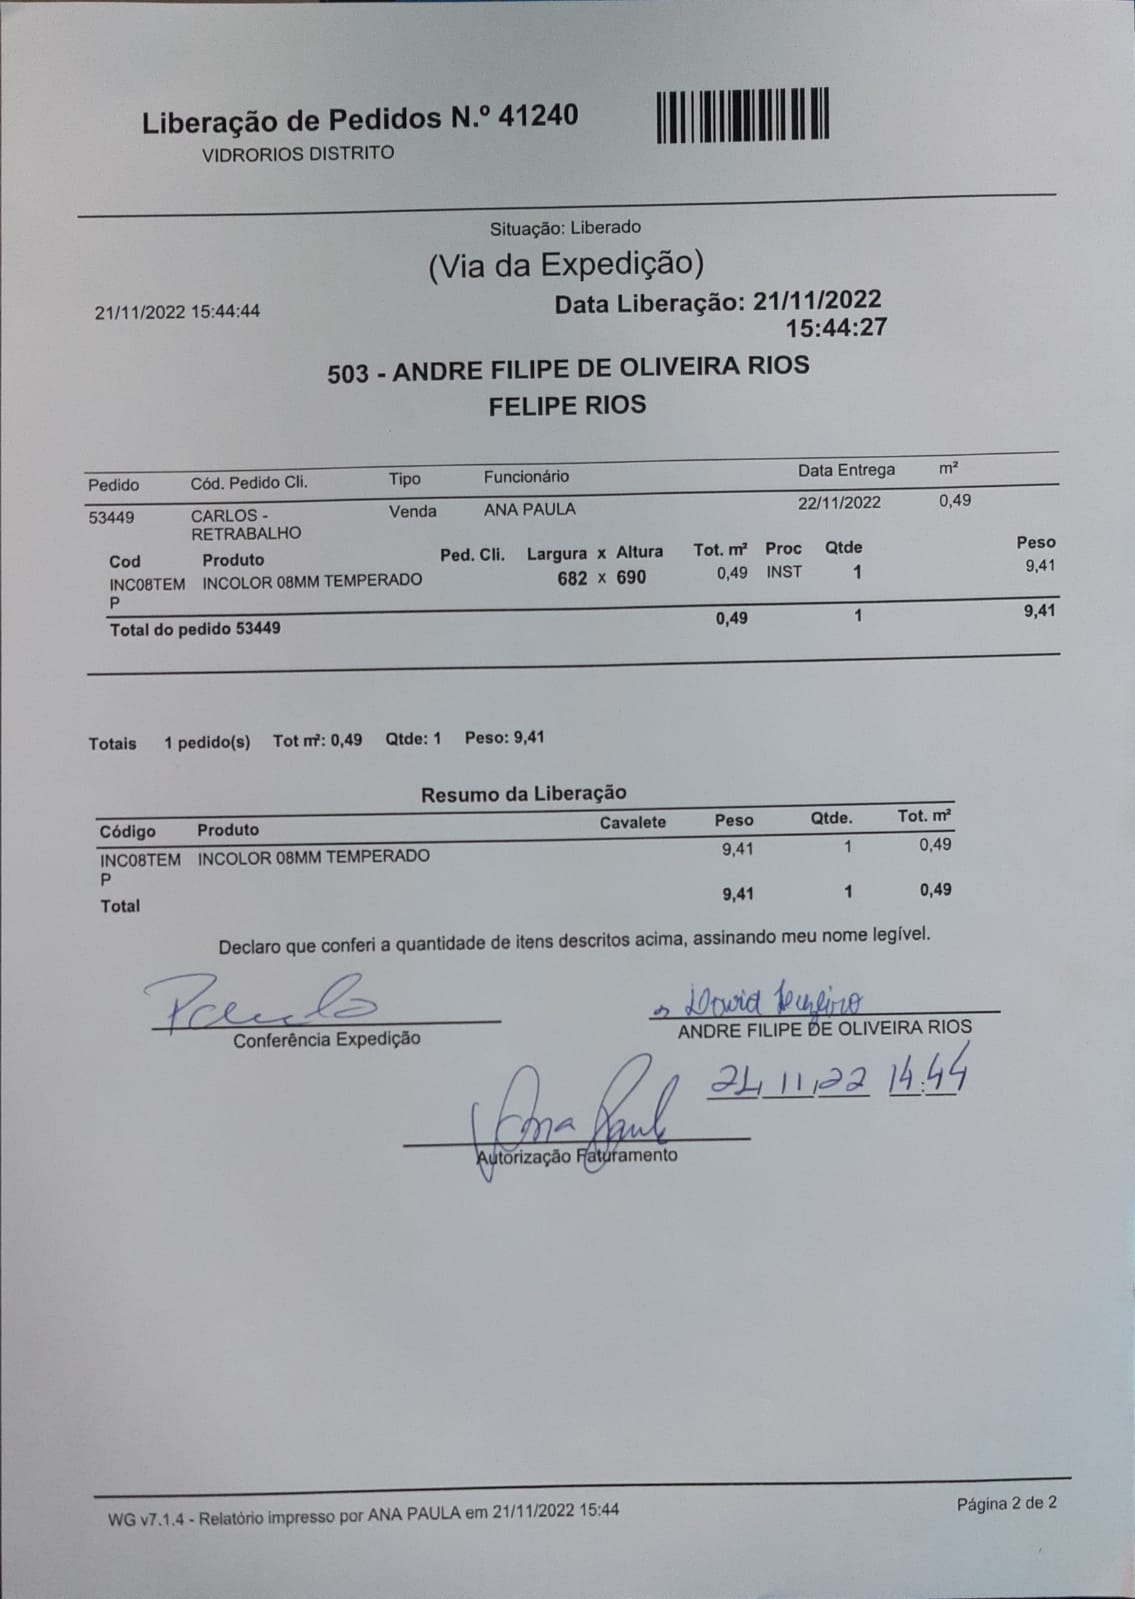 Liberação de Pedidos N.º 41240
VIDRORIOS DISTRITO
Situação: Liberado
(Via da Expedição)
21/11/2022 15:44:44
Data Liberação: 21/11/2022
15:44:27
503 - ANDRE FILIPE DE OLIVEIRA RIOS
FELIPE RIOS
Pedido Cód. Pedido Cli. Tipo Funcionário Data Entrega m²
53449 CARLOS - Venda ANA PAULA 22/11/2022 0,49
RETRABALHO
Cod Produto Ped. Cli. Largura x Altura Tot. m² Proc Qtde Peso
INC08TEM INCOLOR 08MM TEMPERADO 682 x 690 0,49 INST 1 9,41
P
Total do pedido 53449 0,49 1 9,41
Totais 1 pedido(s) Tot m²: 0,49 Qtde: 1 Peso: 9,41
Resumo da Liberação
Código Produto Cavalete Peso Qtde. Tot. m²
INC08TEM INCOLOR 08MM TEMPERADO 9,41 1 0,49
P
Total 9,41 1 0,49
Declaro que conferi a quantidade de itens descritos acima, assinando meu nome legível.
David
Conferência Expedição
ANDRE FILIPE DE OLIVEIRA RIOS
21,11,22 14:44
Ana Paula
Autorização Faturamento
WG v7.1.4 - Relatório impresso por ANA PAULA em 21/11/2022 15:44
Página 2 de 2